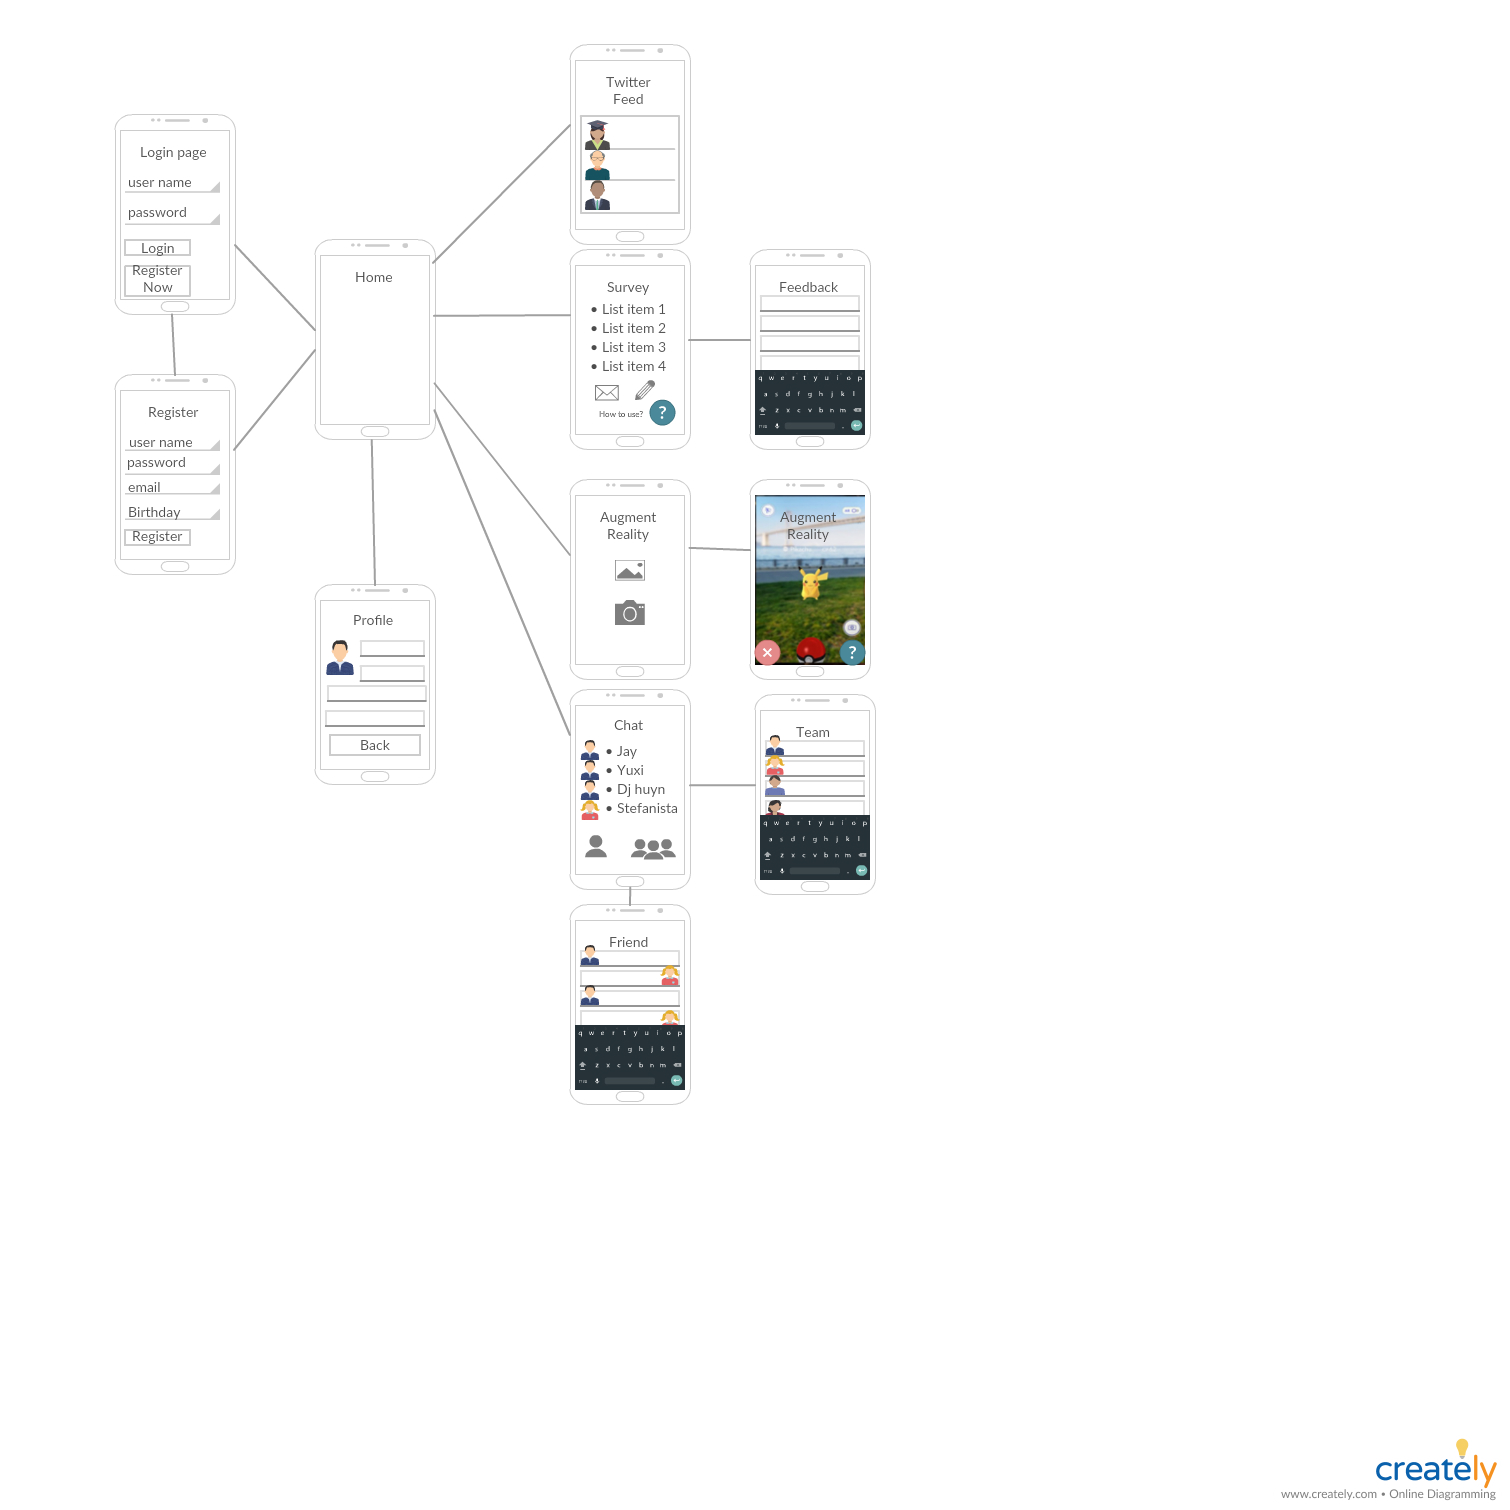 Twitter
Feed
Login page
user name
password
Login
Register
Now
Home
Survey
• List item 1
• List item 2
• List item 3
• List item 4
How to use?
?
Feedback
q w e r t y u i o p
a s d f g h j k l
z x c v b n m
.
Register
user name
password
email
Birthday
Register
Augment
Reality
Augment
Reality
?
Profile
Back
Chat
• Jay
• Yuxi
• Dj huyn
• Stefanista
Team
q w e r t y u i o p
a s d f g h j k l
z x c v b n m
.
Friend
q w e r t y u i o p
a s d f g h j k l
z x c v b n m
.
creately
www.creately.com • Online Diagramming